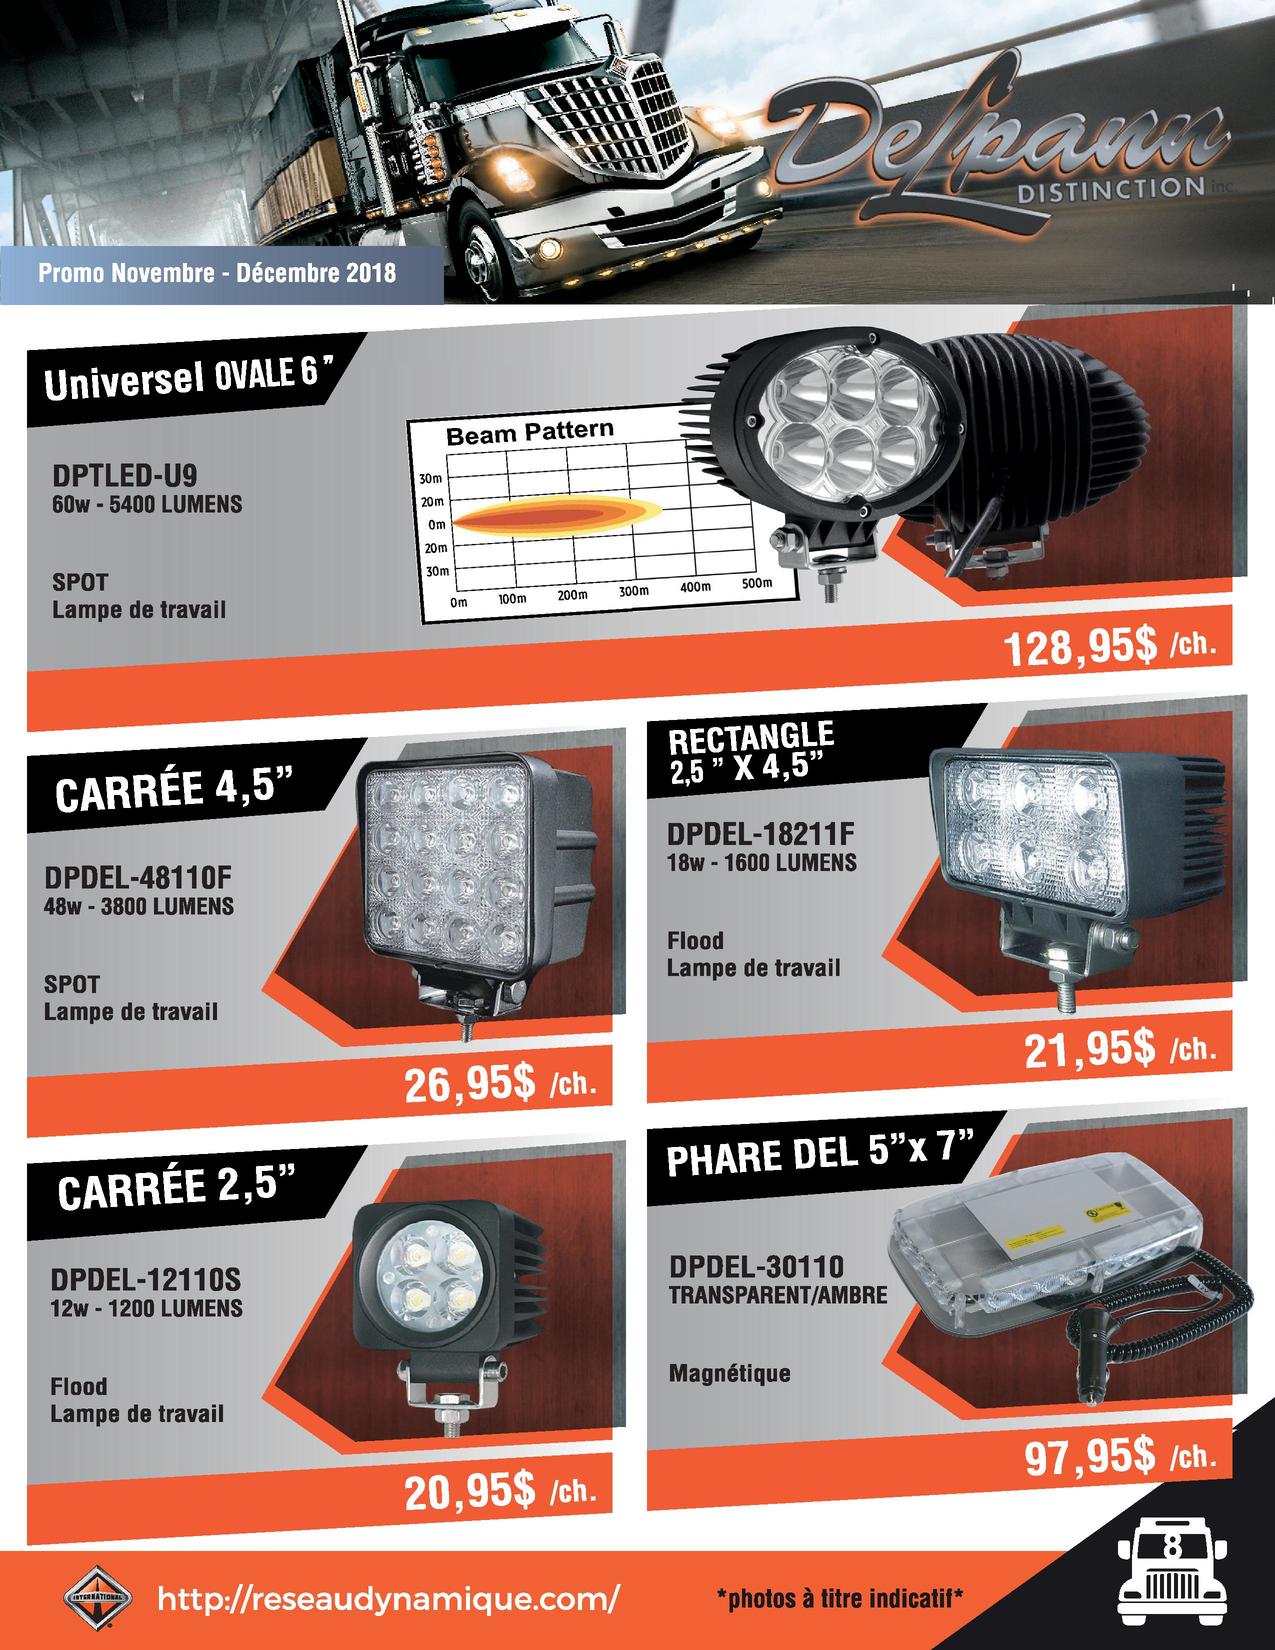 DeLpann
DISTINCTION inc.
Promo Novembre - Décembre 2018
Universel OVALE 6 ”
DPTLED-U9
60w - 5400 LUMENS
SPOT
Lampe de travail
Beam Pattern
30m
20m
0m
20m
30m
0m 100m 200m 300m 400m 500m
128,95$ /ch.
CARRÉE 4,5”
DPDEL-48110F
48w - 3800 LUMENS
SPOT
Lampe de travail
26,95$ /ch.
RECTANGLE
2,5 ” X 4,5”
DPDEL-18211F
18w - 1600 LUMENS
Flood
Lampe de travail
21,95$ /ch.
CARRÉE 2,5”
DPDEL-12110S
12w - 1200 LUMENS
Flood
Lampe de travail
20,95$ /ch.
PHARE DEL 5”x 7”
DPDEL-30110
TRANSPARENT/AMBRE
Magnétique
97,95$ /ch.
INTERNATIONAL
http://reseaudynamique.com/
*photos à titre indicatif*
8